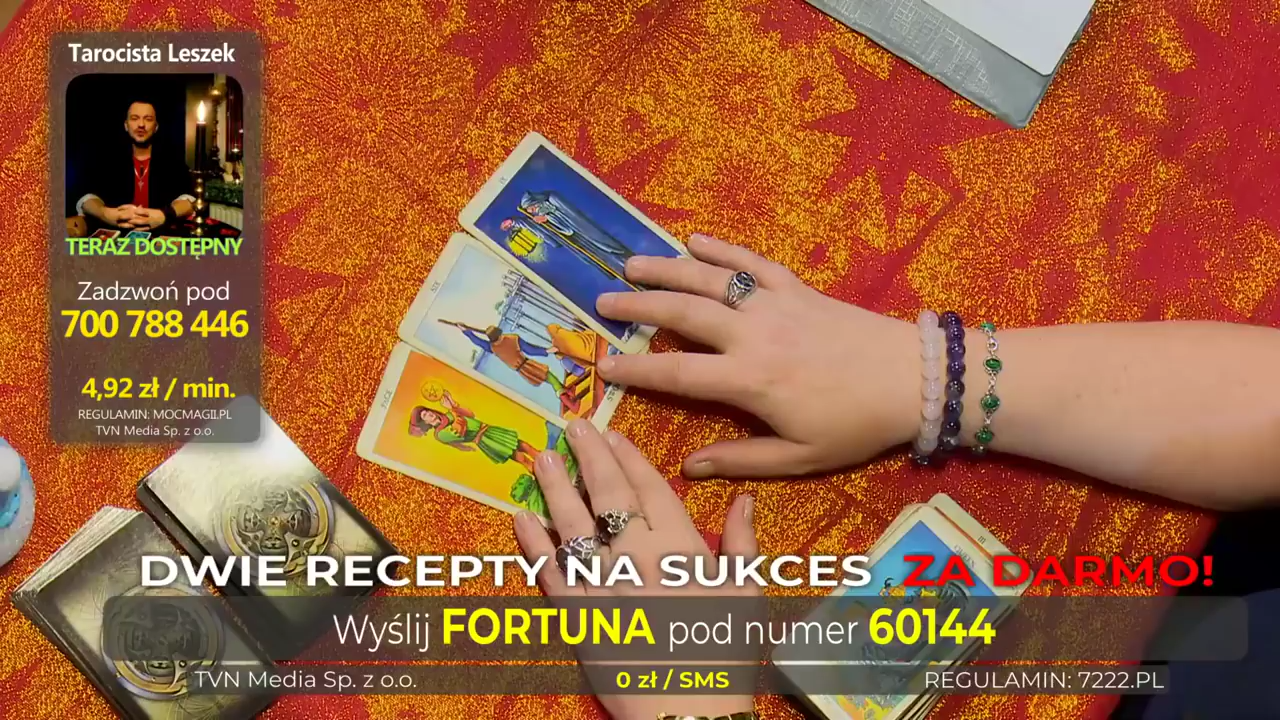 Tarocista Leszek
TERAZ DOSTĘPNY
Zadzwoń pod
700 788 446
4,92 zł / min.
REGULAMIN: MOCMAGII.PL
TVN Media Sp. z o.o.
DWIE RECEPTY NA SUKCES ZA DARMO!
Wyślij FORTUNA pod numer 60144
TVN Media Sp. z o.o. 0 zł / SMS REGULAMIN: 7222.PL